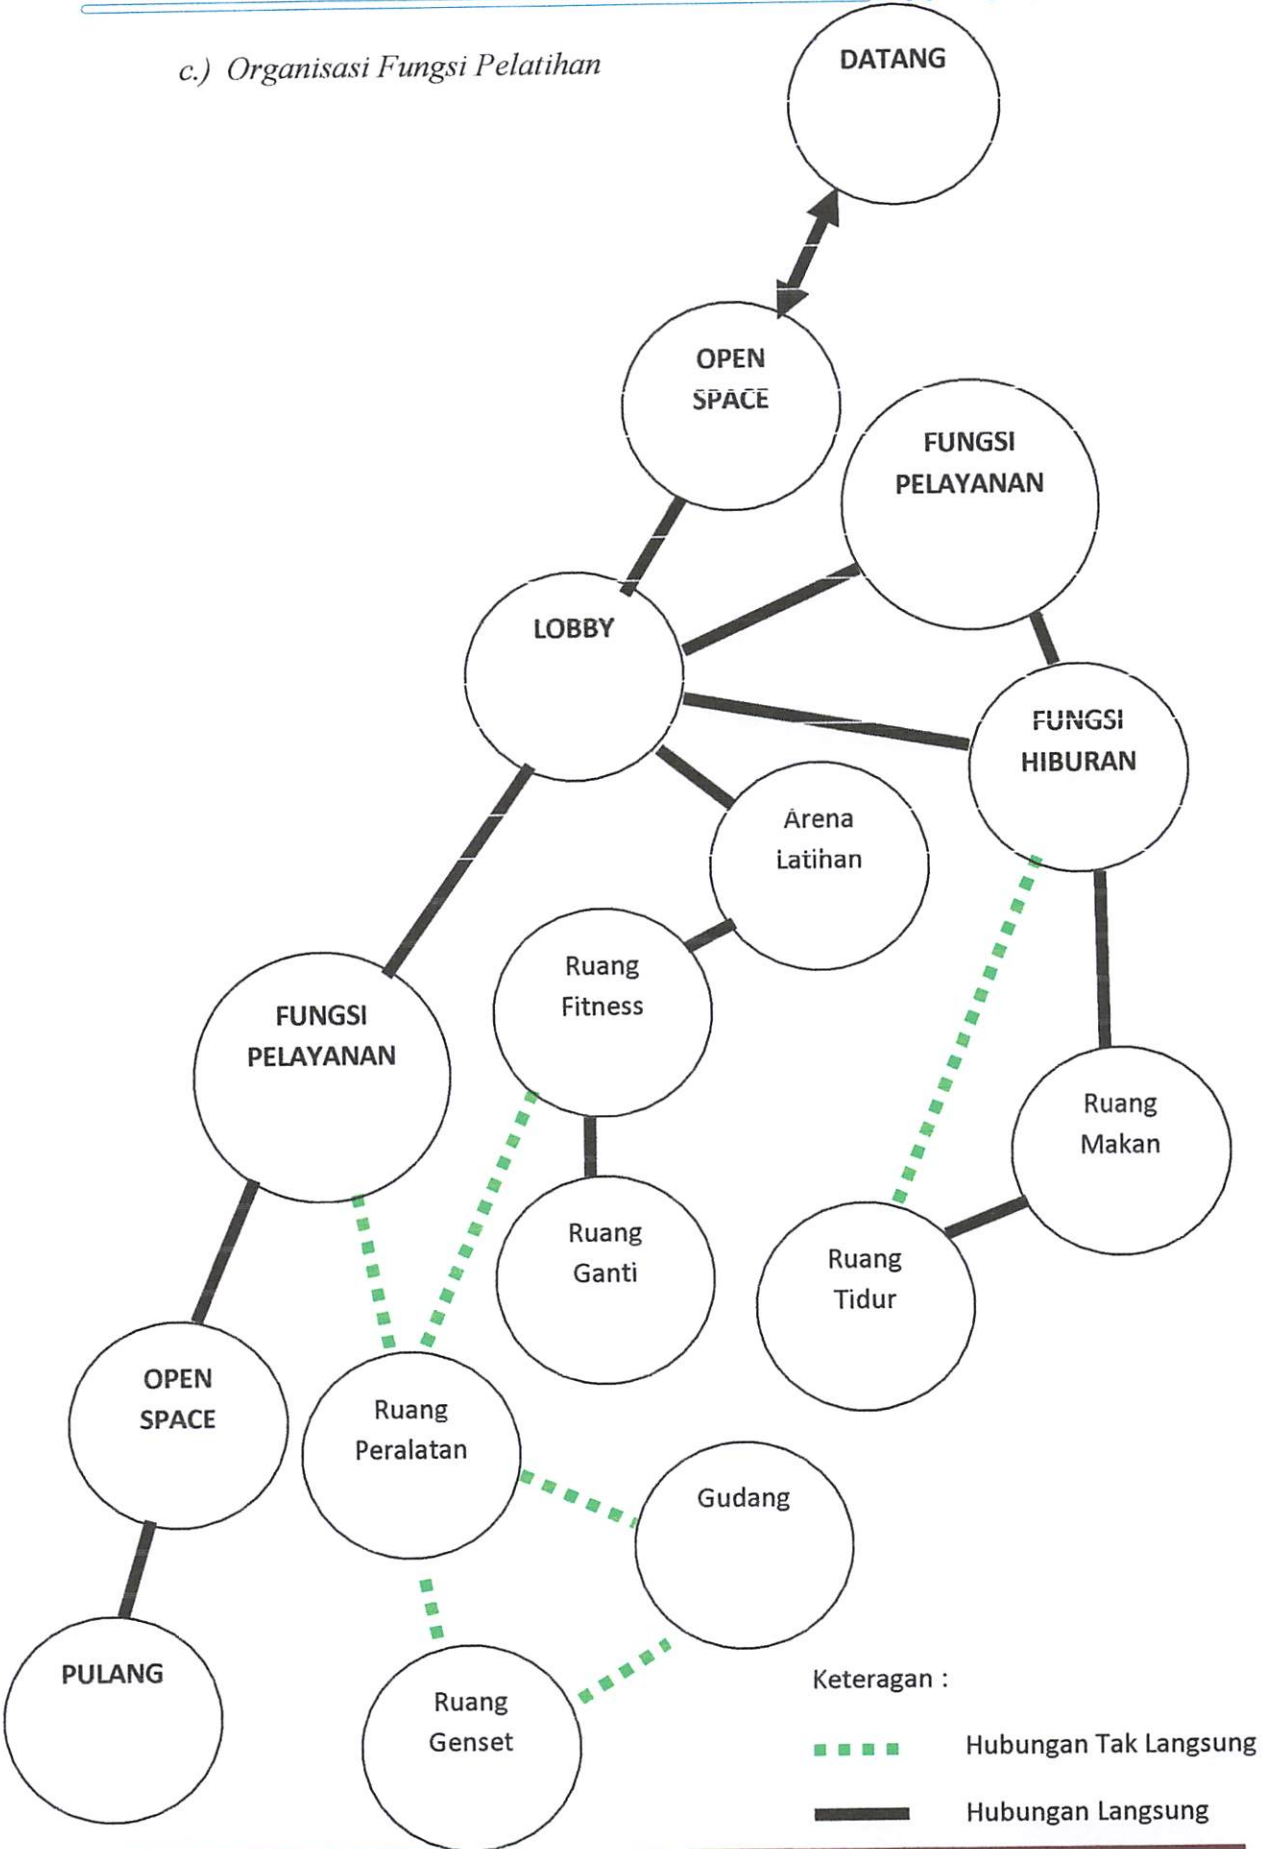 c.) Organisasi Fungsi Pelatihan
DATANG
OPEN
SPACE
FUNGSI
PELAYANAN
LOBBY
FUNGSI
HIBURAN
Arena
Latihan
Ruang
Fitness
FUNGSI
PELAYANAN
Ruang
Makan
Ruang
Ganti
Ruang
Tidur
OPEN
SPACE
Ruang
Peralatan
Gudang
PULANG
Ruang
Genset
Keteragan :
Hubungan Tak Langsung
Hubungan Langsung